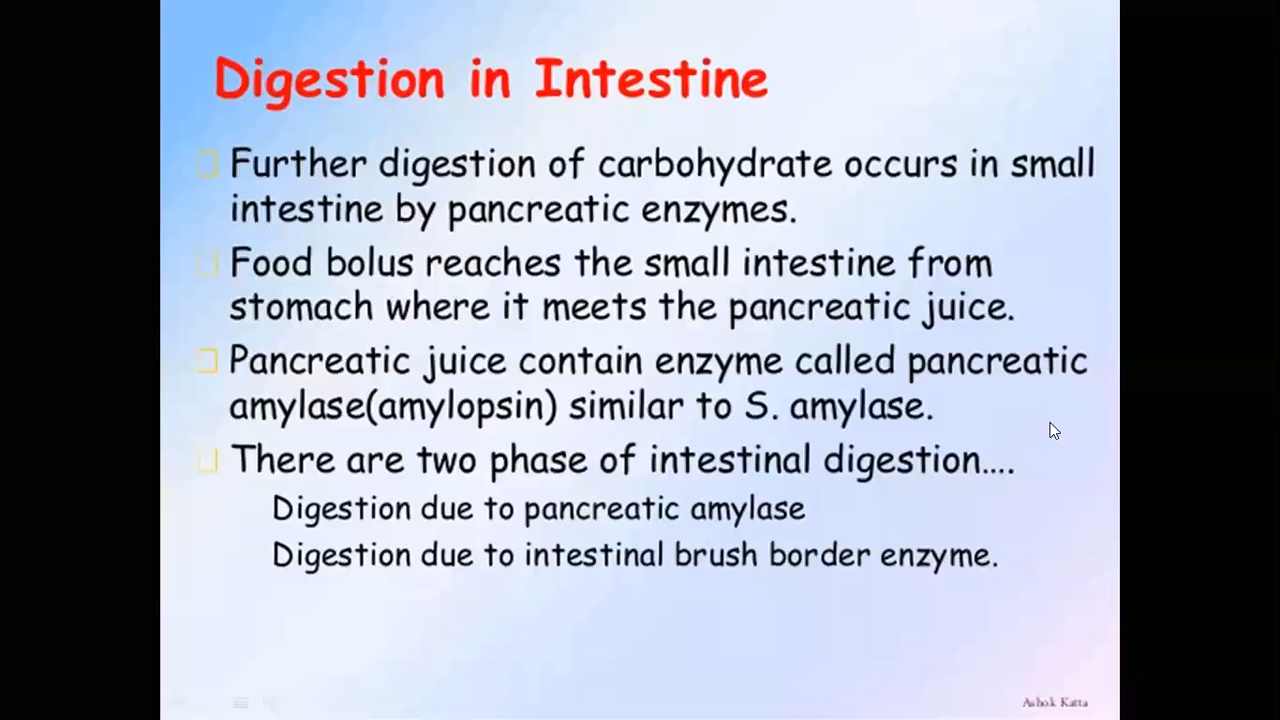 Digestion in Intestine
Further digestion of carbohydrate occurs in small
intestine by pancreatic enzymes.
Food bolus reaches the small intestine from
stomach where it meets the pancreatic juice.
Pancreatic juice contain enzyme called pancreatic
amylase(amylopsin) similar to S. amylase.
There are two phase of intestinal digestion....
Digestion due to pancreatic amylase
Digestion due to intestinal brush border enzyme.
Ashok Katta